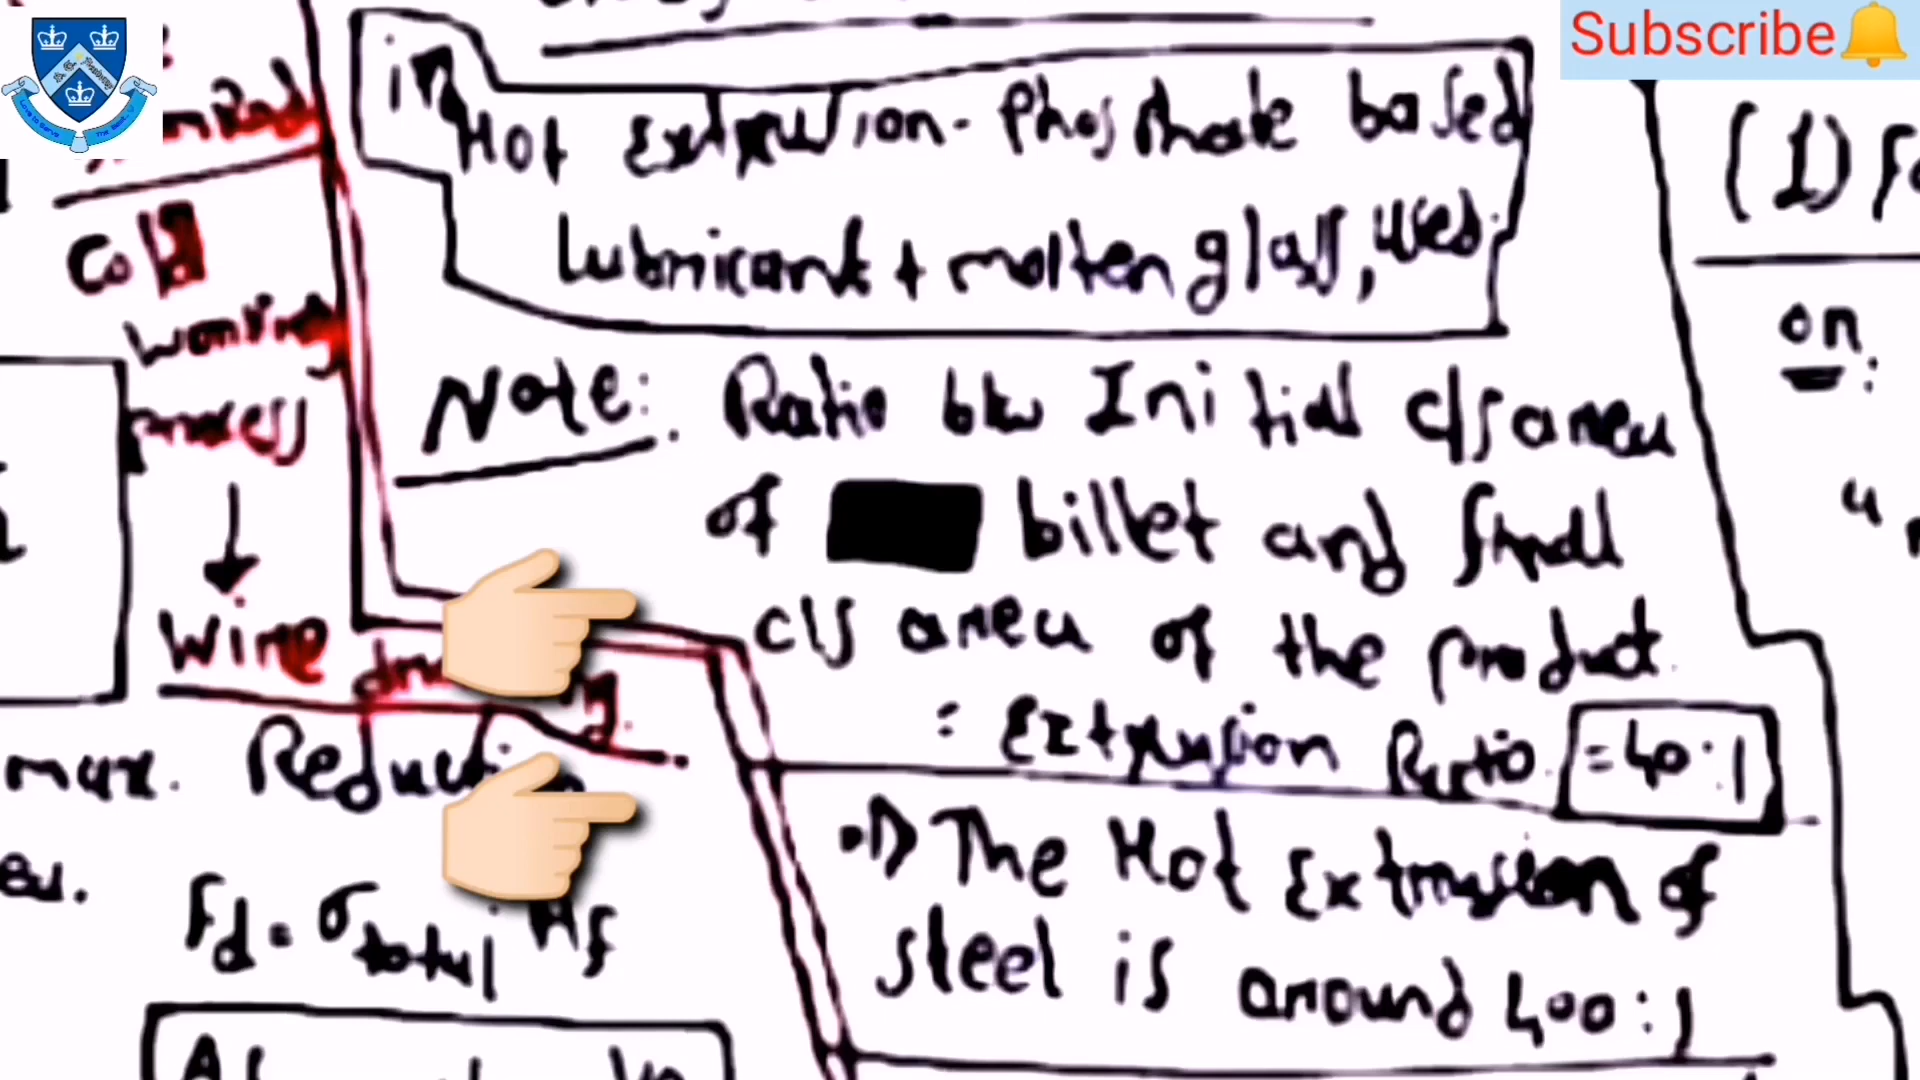 Subscribe
in
Hot Extrusion - Phosphate based
lubricant + molten glass, used.
Note: Ratio b/w Initial c/s area
of billet and small
c/s area of the product
= Extrusion Ratio = 40:1
•1) The Hot Extrusion of
steel is around 400:1
Cold
working
process
↓
Wire
max. Reduction
Fd = σtotal Af
(1)
on: